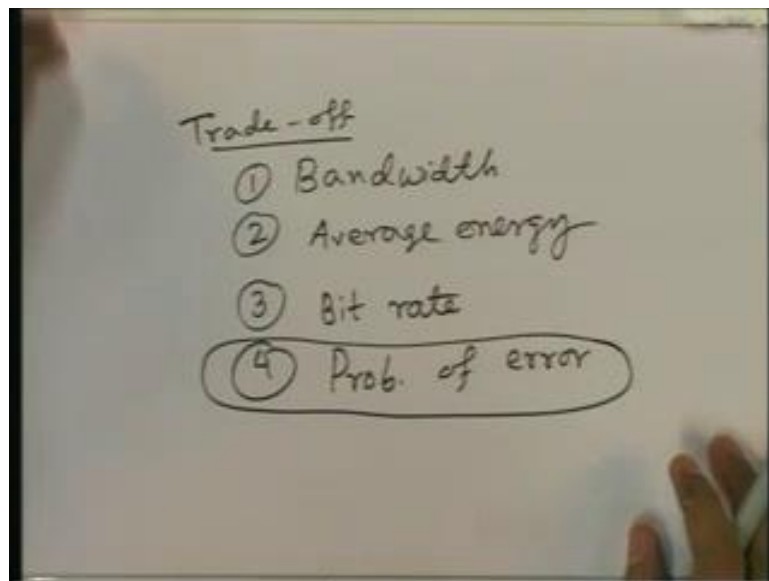 Trade-off
① Bandwidth
② Average energy
③ Bit rate
④ Prob. of error